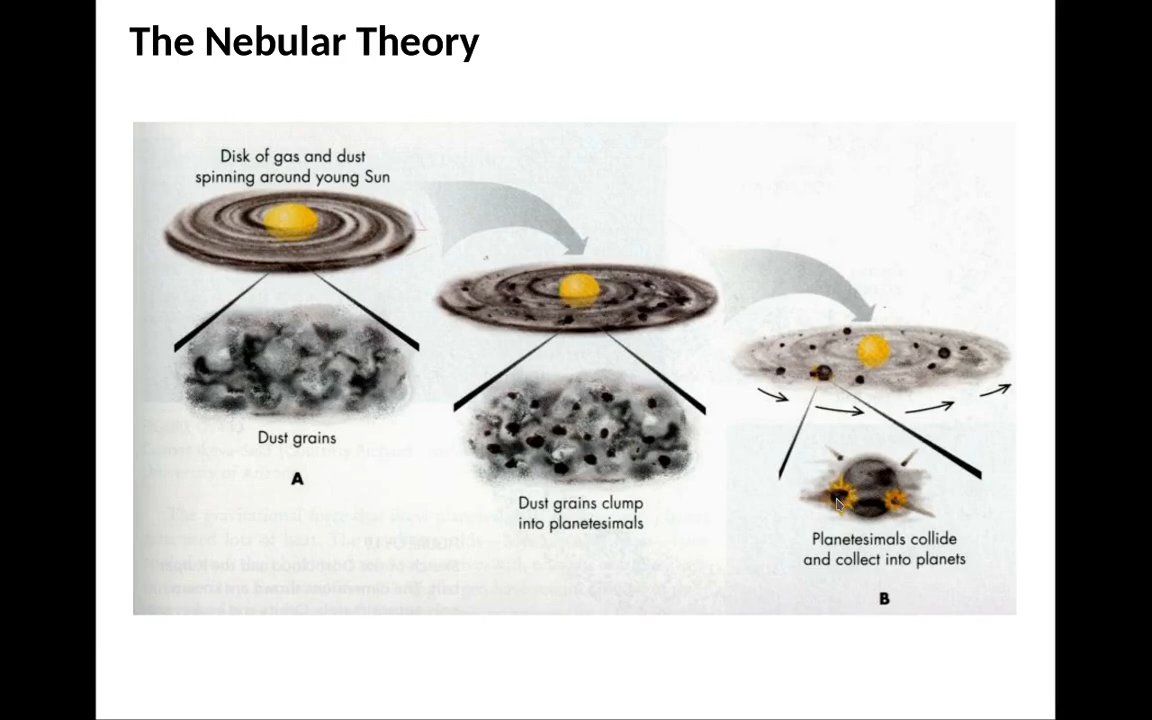 The Nebular Theory
Disk of gas and dust
spinning around young Sun
Dust grains
A
Dust grains clump
into planetesimals
Planetesimals collide
and collect into planets
B